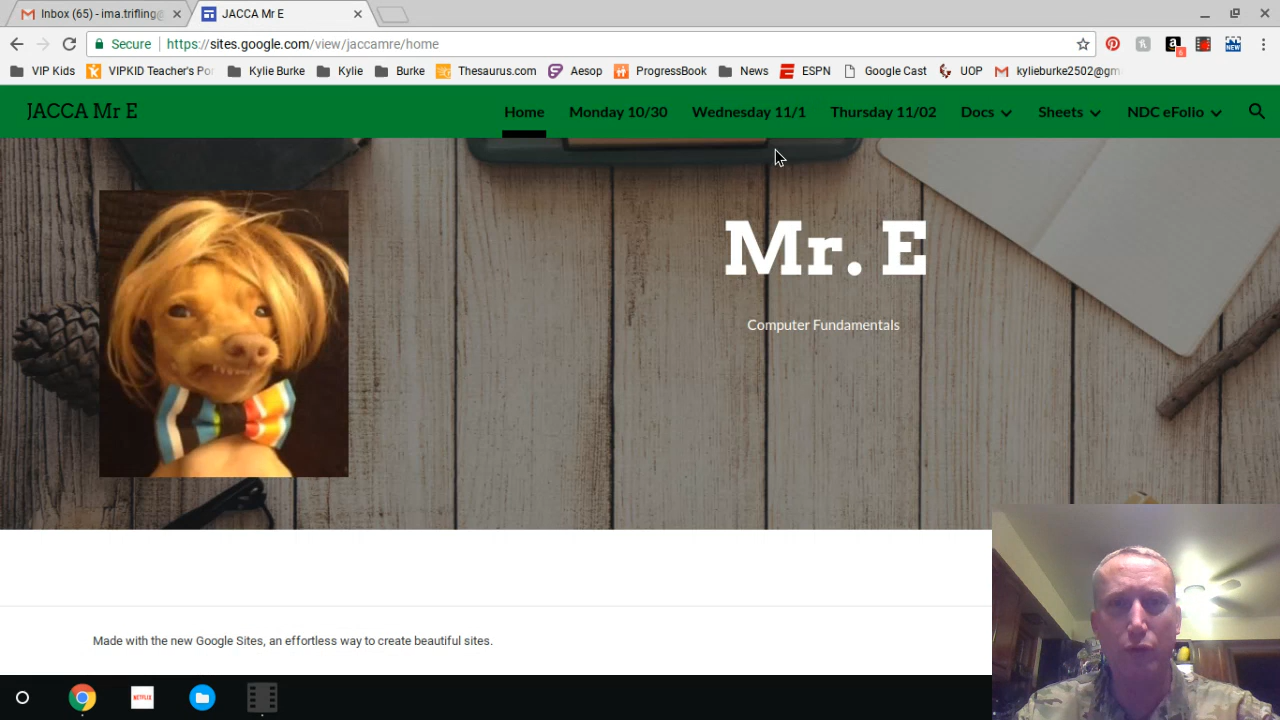 Inbox (65) - ima.trifling@
JACCA Mr E
Secure
https://sites.google.com/view/jaccamre/home
6
NEW
VIP Kids
VIPKID Teacher's Por
Kylie Burke
Kylie
Burke
Thesaurus.com
Aesop
ProgressBook
News
ESPN
Google Cast
UOP
kylieburke2502@gm
JACCA Mr E
Home
Monday 10/30
Wednesday 11/1
Thursday 11/02
Docs
Sheets
NDC eFolio
Mr. E
Computer Fundamentals
Made with the new Google Sites, an effortless way to create beautiful sites.
NETFLIX